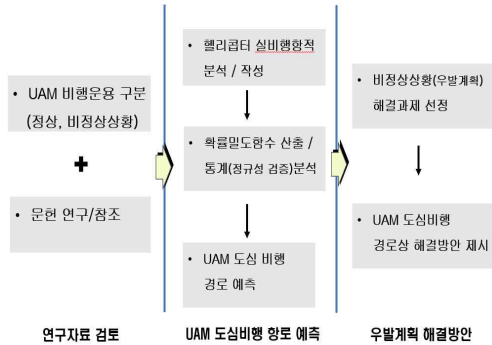 • UAM 비행운용 구분
(정상, 비정상상황)
+
• 문헌 연구/참조
연구자료 검토
• 헬리콥터 실비행항적
분석 / 작성
• 확률밀도함수 산출 /
통계(정규성 검증)분석
• UAM 도심 비행
경로 예측
UAM 도심비행 항로 예측
• 비정상상황(우발계획)
해결과제 선정
• UAM 도심비행
경로상 해결방안 제시
우발계획 해결방안